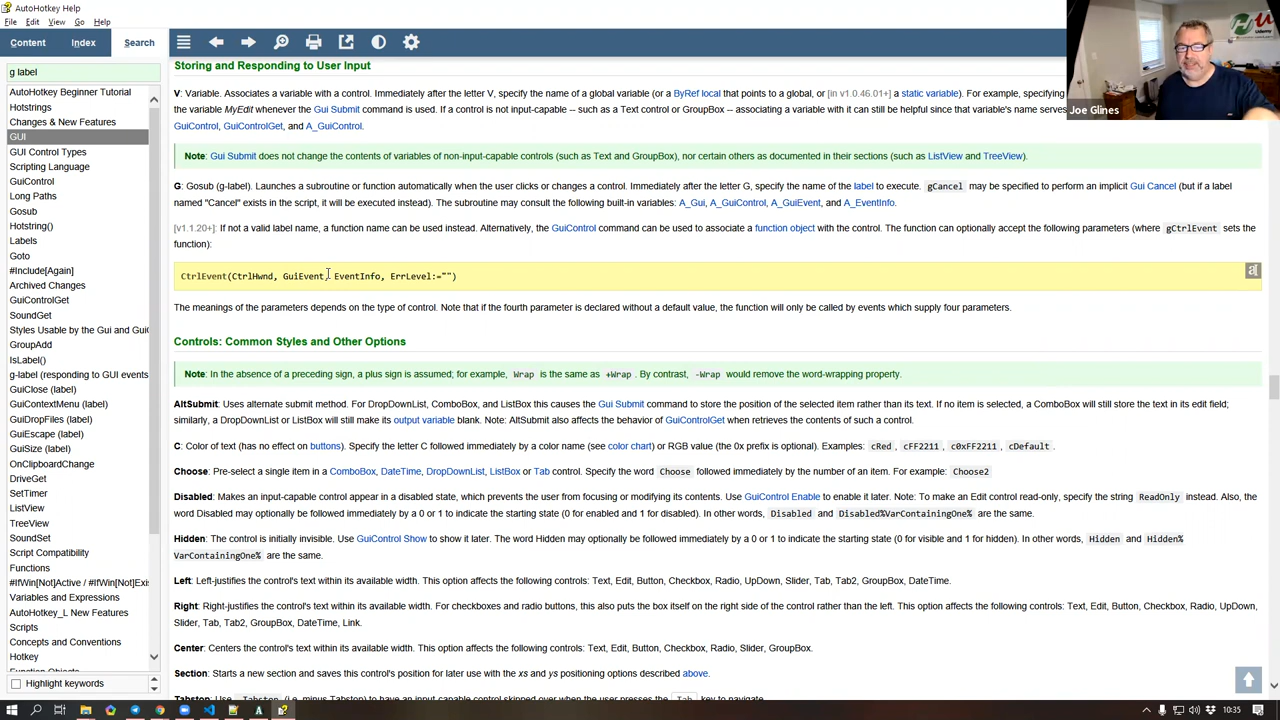 AutoHotkey Help
File Edit View Go Help
Content Index Search
g label
AutoHotkey Beginner Tutorial
Hotstrings
Changes & New Features
GUI
GUI Control Types
Scripting Language
GuiControl
Long Paths
Gosub
Hotstring()
Labels
Goto
#Include[Again]
Archived Changes
GuiControlGet
SoundGet
Styles Usable by the Gui and GuiC
GroupAdd
IsLabel()
g-label (responding to GUI events
GuiClose (label)
GuiContextMenu (label)
GuiDropFiles (label)
GuiEscape (label)
GuiSize (label)
OnClipboardChange
DriveGet
SetTimer
ListView
TreeView
SoundSet
Script Compatibility
Functions
#IfWin[Not]Active / #IfWin[Not]Exis
Variables and Expressions
AutoHotkey_L New Features
Scripts
Concepts and Conventions
Hotkey
Function Objects
Highlight keywords
Storing and Responding to User Input
V: Variable. Associates a variable with a control. Immediately after the letter V, specify the name of a global variable (or a ByRef local that points to a global, or [in v1.0.46.01+] a static variable). For example, specifying
the variable MyEdit whenever the Gui Submit command is used. If a control is not input-capable -- such as a Text control or GroupBox -- associating a variable with it can still be helpful since that variable's name serves
GuiControl, GuiControlGet, and A_GuiControl.
Note: Gui Submit does not change the contents of variables of non-input-capable controls (such as Text and GroupBox), nor certain others as documented in their sections (such as ListView and TreeView).
G: Gosub (g-label). Launches a subroutine or function automatically when the user clicks or changes a control. Immediately after the letter G, specify the name of the label to execute. gCancel may be specified to perform an implicit Gui Cancel (but if a label
named "Cancel" exists in the script, it will be executed instead). The subroutine may consult the following built-in variables: A_Gui, A_GuiControl, A_GuiEvent, and A_EventInfo.
[v1.1.20+]: If not a valid label name, a function name can be used instead. Alternatively, the GuiControl command can be used to associate a function object with the control. The function can optionally accept the following parameters (where gCtrlEvent sets the
function):
CtrlEvent(CtrlHwnd, GuiEvent, EventInfo, ErrLevel:="")
The meanings of the parameters depends on the type of control. Note that if the fourth parameter is declared without a default value, the function will only be called by events which supply four parameters.
Controls: Common Styles and Other Options
Note: In the absence of a preceding sign, a plus sign is assumed; for example, Wrap is the same as +Wrap. By contrast, -Wrap would remove the word-wrapping property.
AltSubmit: Uses alternate submit method. For DropDownList, ComboBox, and ListBox this causes the Gui Submit command to store the position of the selected item rather than its text. If no item is selected, a ComboBox will still store the text in its edit field;
similarly, a DropDownList or ListBox will still make its output variable blank. Note: AltSubmit also affects the behavior of GuiControlGet when retrieves the contents of such a control.
C: Color of text (has no effect on buttons). Specify the letter C followed immediately by a color name (see color chart) or RGB value (the 0x prefix is optional). Examples: cRed, cFF2211, c0xFF2211, cDefault.
Choose: Pre-select a single item in a ComboBox, DateTime, DropDownList, ListBox or Tab control. Specify the word Choose followed immediately by the number of an item. For example: Choose2
Disabled: Makes an input-capable control appear in a disabled state, which prevents the user from focusing or modifying its contents. Use GuiControl Enable to enable it later. Note: To make an Edit control read-only, specify the string ReadOnly instead. Also, the
word Disabled may optionally be followed immediately by a 0 or 1 to indicate the starting state (0 for enabled and 1 for disabled). In other words, Disabled and Disabled%VarContainingOne% are the same.
Hidden: The control is initially invisible. Use GuiControl Show to show it later. The word Hidden may optionally be followed immediately by a 0 or 1 to indicate the starting state (0 for visible and 1 for hidden). In other words, Hidden and Hidden%
VarContainingOne% are the same.
Left: Left-justifies the control's text within its available width. This option affects the following controls: Text, Edit, Button, Checkbox, Radio, UpDown, Slider, Tab, Tab2, GroupBox, DateTime.
Right: Right-justifies the control's text within its available width. For checkboxes and radio buttons, this also puts the box itself on the right side of the control rather than the left. This option affects the following controls: Text, Edit, Button, Checkbox, Radio, UpDown,
Slider, Tab, Tab2, GroupBox, DateTime, Link.
Center: Centers the control's text within its available width. This option affects the following controls: Text, Edit, Button, Checkbox, Radio, Slider, GroupBox.
Section: Starts a new section and saves this control's position for later use with the xs and ys positioning options described above.
Tabstop: Use -Tabstop (i.e. minus Tabstop) to have an input-capable control skipped over when the user presses the Tab key to navigate.
Udemy
Joe Glines
10:35